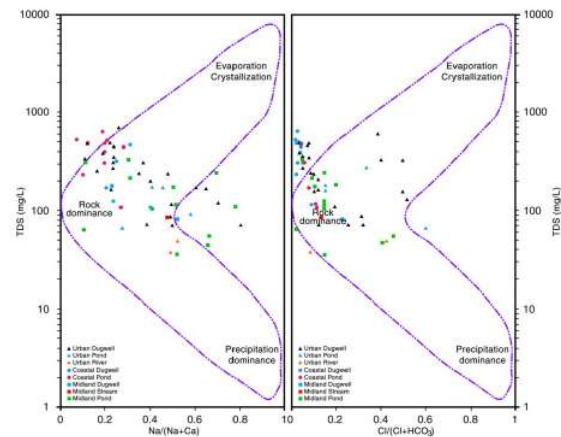 10000
1000
100
10
1
TDS (mg/L)
Evaporation
Crystallization
Rock
dominance
Precipitation
dominance
Urban Dugwell
Urban Pond
Urban River
Coastal Dugwell
Coastal Pond
Midland Dugwell
Midland Stream
Midland Pond
0 0.2 0.4 0.6 0.8 1
Na/(Na+Ca)
Evaporation
Crystallization
Rock
dominance
Precipitation
dominance
Urban Dugwell
Urban Pond
Urban River
Coastal Dugwell
Coastal Pond
Midland Dugwell
Midland Stream
Midland Pond
0 0.2 0.4 0.6 0.8 1
Cl/(Cl+HCO3)
10000
1000
100
10
1
TDS (mg/L)